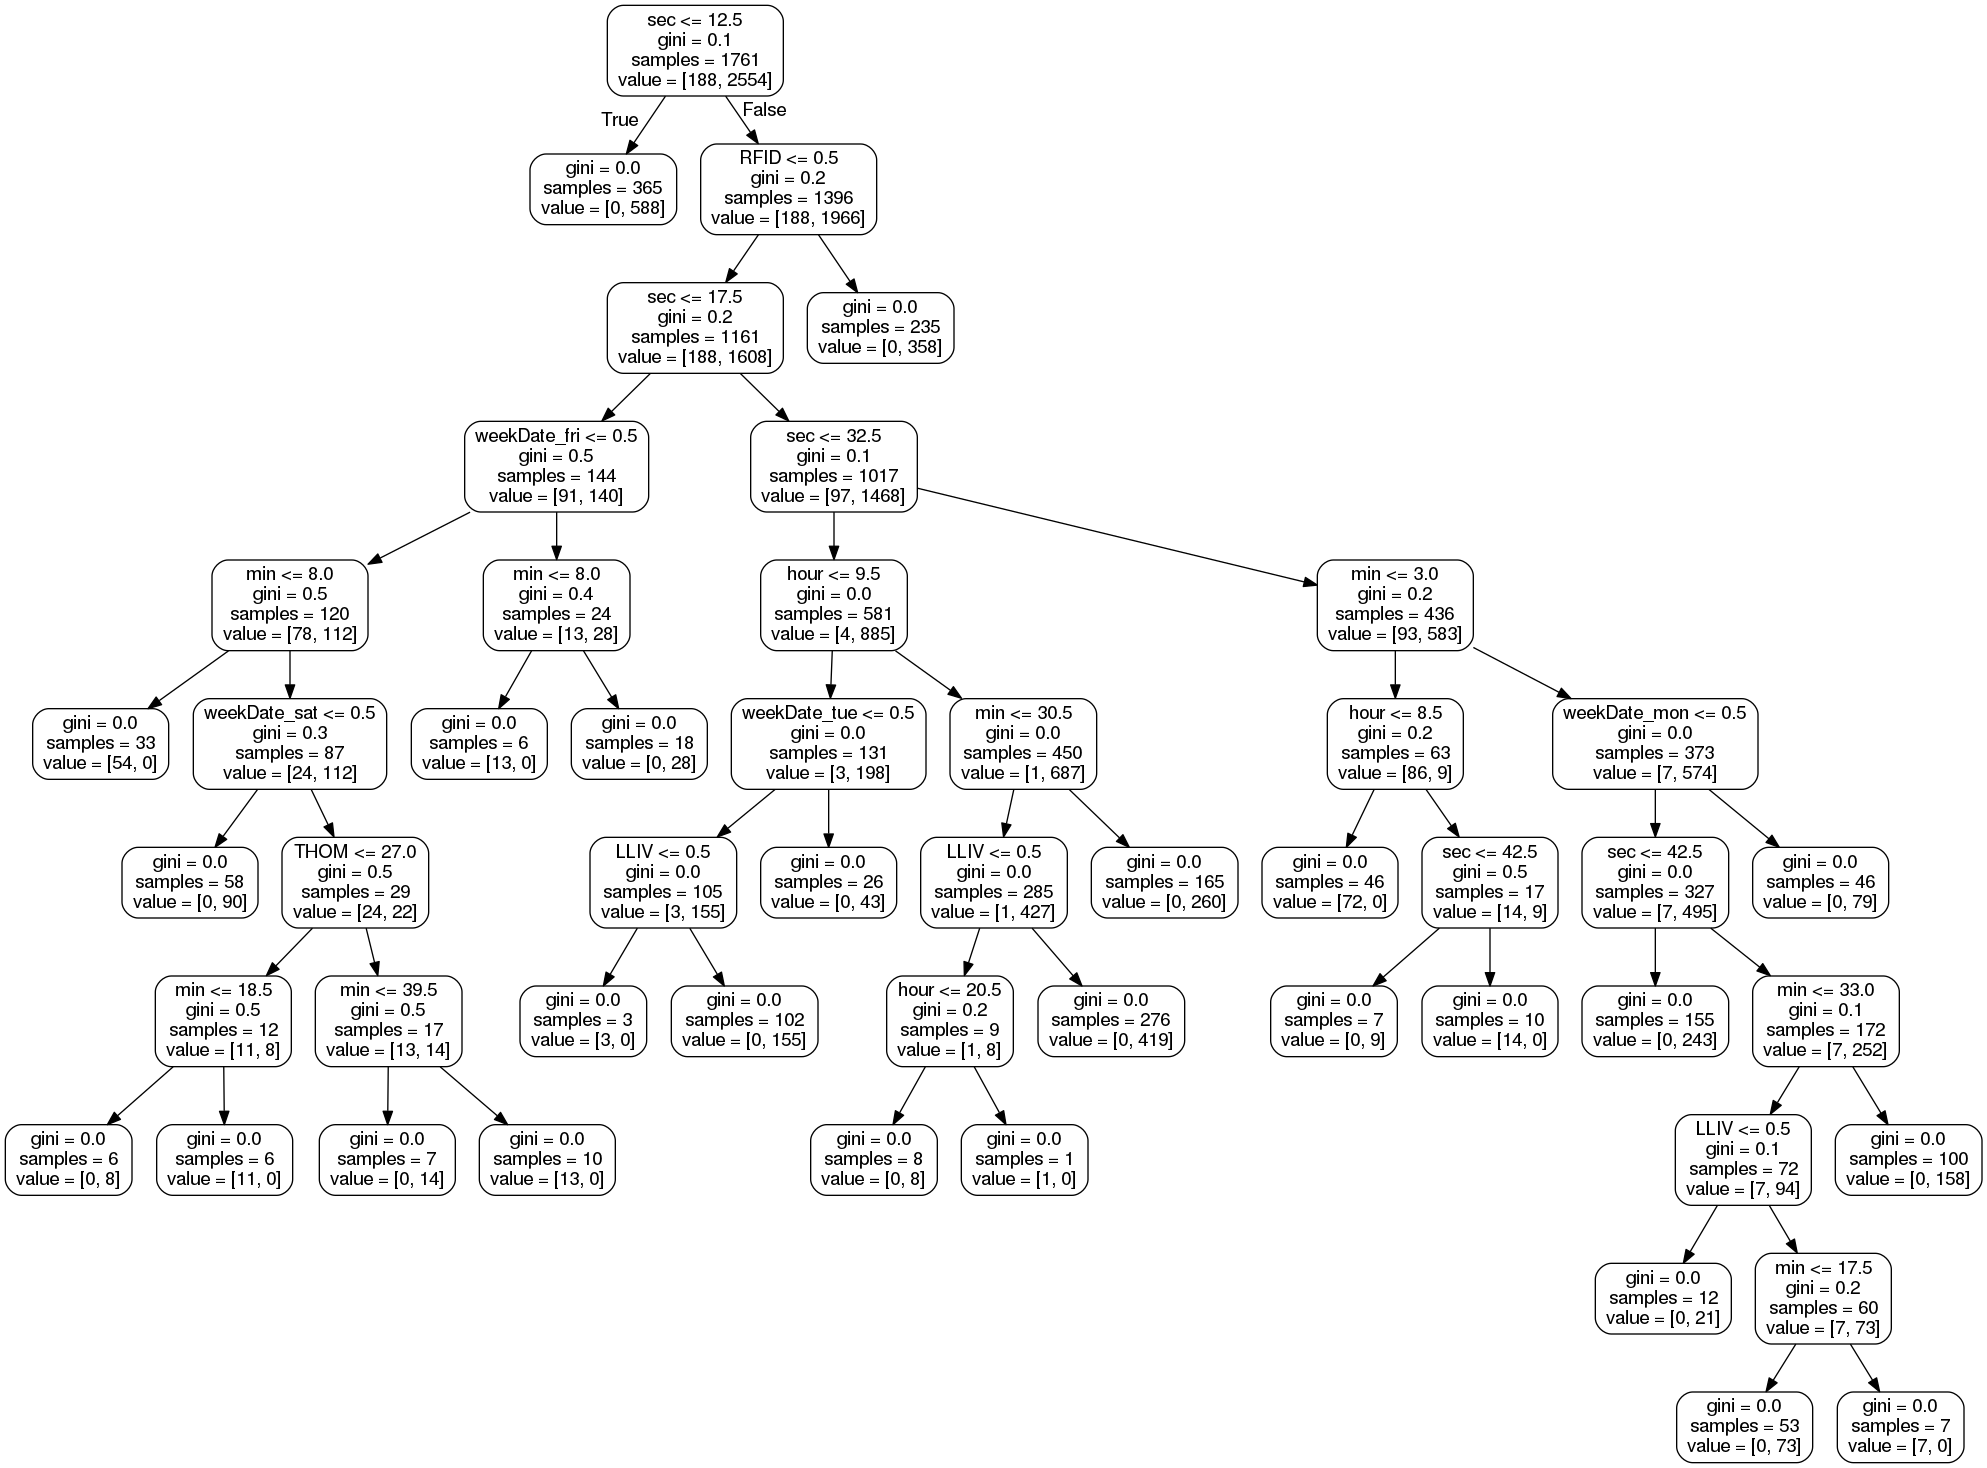 sec <= 12.5
gini = 0.1
samples = 1761
value = [188, 2554]
True
False
gini = 0.0
samples = 365
value = [0, 588]
RFID <= 0.5
gini = 0.2
samples = 1396
value = [188, 1966]
sec <= 17.5
gini = 0.2
samples = 1161
value = [188, 1608]
gini = 0.0
samples = 235
value = [0, 358]
weekDate_fri <= 0.5
gini = 0.5
samples = 144
value = [91, 140]
sec <= 32.5
gini = 0.1
samples = 1017
value = [97, 1468]
min <= 8.0
gini = 0.5
samples = 120
value = [78, 112]
min <= 8.0
gini = 0.4
samples = 24
value = [13, 28]
hour <= 9.5
gini = 0.0
samples = 581
value = [4, 885]
min <= 3.0
gini = 0.2
samples = 436
value = [93, 583]
gini = 0.0
samples = 33
value = [54, 0]
weekDate_sat <= 0.5
gini = 0.3
samples = 87
value = [24, 112]
gini = 0.0
samples = 6
value = [13, 0]
gini = 0.0
samples = 18
value = [0, 28]
weekDate_tue <= 0.5
gini = 0.0
samples = 131
value = [3, 198]
min <= 30.5
gini = 0.0
samples = 450
value = [1, 687]
hour <= 8.5
gini = 0.2
samples = 63
value = [86, 9]
weekDate_mon <= 0.5
gini = 0.0
samples = 373
value = [7, 574]
gini = 0.0
samples = 58
value = [0, 90]
THOM <= 27.0
gini = 0.5
samples = 29
value = [24, 22]
LLIV <= 0.5
gini = 0.0
samples = 105
value = [3, 155]
gini = 0.0
samples = 26
value = [0, 43]
LLIV <= 0.5
gini = 0.0
samples = 285
value = [1, 427]
gini = 0.0
samples = 165
value = [0, 260]
gini = 0.0
samples = 46
value = [72, 0]
sec <= 42.5
gini = 0.5
samples = 17
value = [14, 9]
sec <= 42.5
gini = 0.0
samples = 327
value = [7, 495]
gini = 0.0
samples = 46
value = [0, 79]
min <= 18.5
gini = 0.5
samples = 12
value = [11, 8]
min <= 39.5
gini = 0.5
samples = 17
value = [13, 14]
gini = 0.0
samples = 3
value = [3, 0]
gini = 0.0
samples = 102
value = [0, 155]
hour <= 20.5
gini = 0.2
samples = 9
value = [1, 8]
gini = 0.0
samples = 276
value = [0, 419]
gini = 0.0
samples = 7
value = [0, 9]
gini = 0.0
samples = 10
value = [14, 0]
gini = 0.0
samples = 155
value = [0, 243]
min <= 33.0
gini = 0.1
samples = 172
value = [7, 252]
gini = 0.0
samples = 6
value = [0, 8]
gini = 0.0
samples = 6
value = [11, 0]
gini = 0.0
samples = 7
value = [0, 14]
gini = 0.0
samples = 10
value = [13, 0]
gini = 0.0
samples = 8
value = [0, 8]
gini = 0.0
samples = 1
value = [1, 0]
LLIV <= 0.5
gini = 0.1
samples = 72
value = [7, 94]
gini = 0.0
samples = 100
value = [0, 158]
gini = 0.0
samples = 12
value = [0, 21]
min <= 17.5
gini = 0.2
samples = 60
value = [7, 73]
gini = 0.0
samples = 53
value = [0, 73]
gini = 0.0
samples = 7
value = [7, 0]